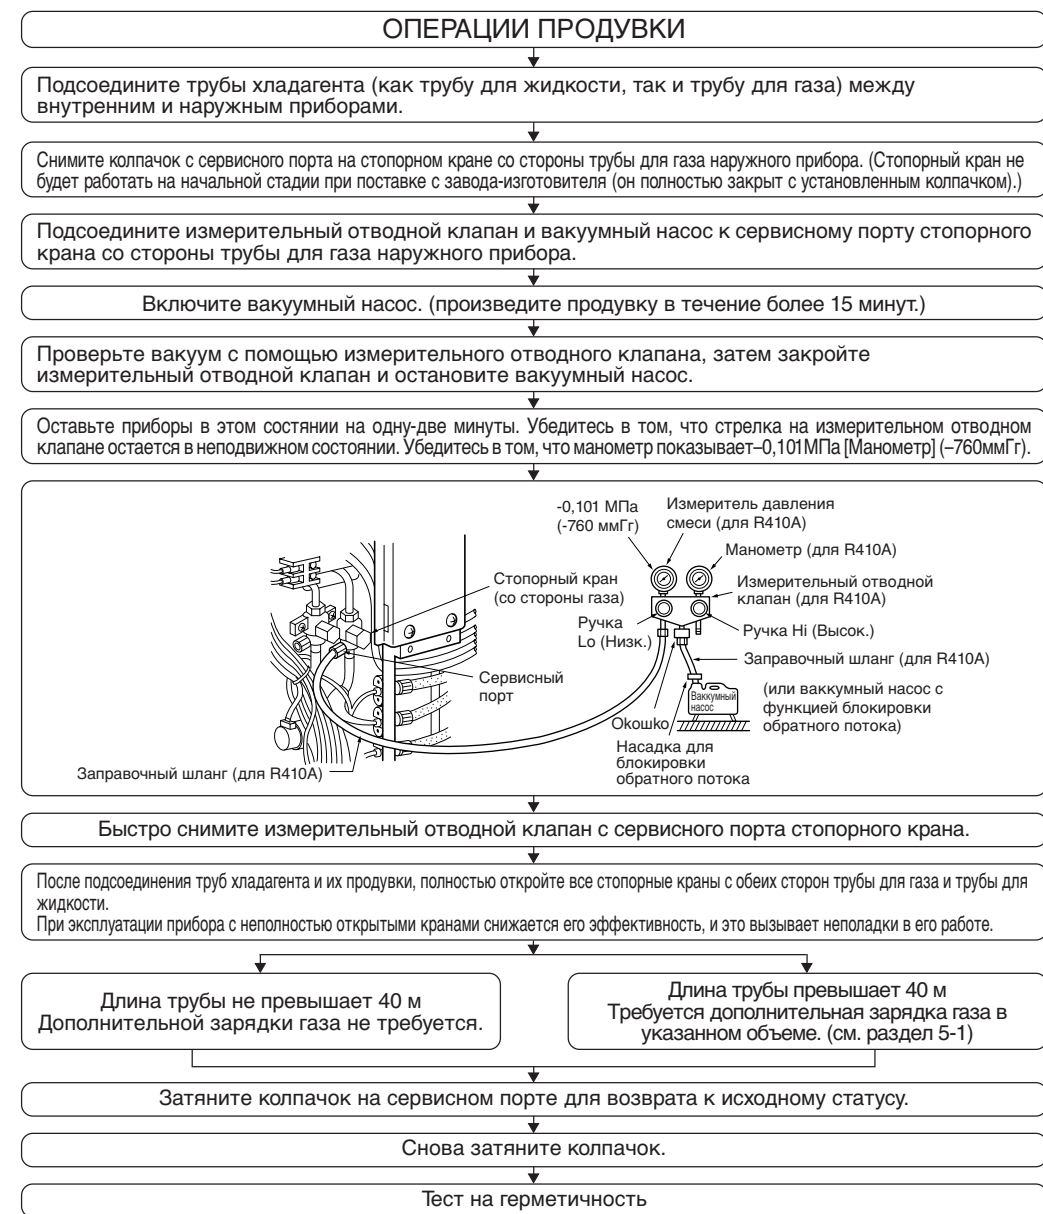 ОПЕРАЦИИ ПРОДУВКИ
Подсоедините трубы хладагента (как трубу для жидкости, так и трубу для газа) между
внутренним и наружным приборами.
Снимите колпачок с сервисного порта на стопорном кране со стороны трубы для газа наружного прибора. (Стопорный кран не
будет работать на начальной стадии при поставке с завода-изготовителя (он полностью закрыт с установленным колпачком).)
Подсоедините измерительный отводной клапан и вакуумный насос к сервисному порту стопорного
крана со стороны трубы для газа наружного прибора.
Включите вакуумный насос. (произведите продувку в течение более 15 минут.)
Проверьте вакуум с помощью измерительного отводного клапана, затем закройте
измерительный отводной клапан и остановите вакуумный насос.
Оставьте приборы в этом состоянии на одну-две минуты. Убедитесь в том, что стрелка на измерительном отводном
клапане остается в неподвижном состоянии. Убедитесь в том, что манометр показывает–0,101МПа [Манометр] (–760ммГг).
-0,101 МПа
(-760 ммГг)
Измеритель давления
смеси (для R410A)
Манометр (для R410A)
Стопорный кран
(со стороны газа)
Измерительный отводной
клапан (для R410A)
Ручка
Lo (Низк.)
Ручка Hi (Высок.)
Сервисный
порт
Заправочный шланг (для R410A)
Ваккумный
насос
(или ваккумный насос с
функцией блокировки
обратного потока)
Окошко
Насадка для
блокировки
обратного потока
Заправочный шланг (для R410A)
Быстро снимите измерительный отводной клапан с сервисного порта стопорного крана.
После подсоединения труб хладагента и их продувки, полностью откройте все стопорные краны с обеих сторон трубы для газа и трубы для
жидкости.
При эксплуатации прибора с неполностью открытыми кранами снижается его эффективность, и это вызывает неполадки в его работе.
Длина трубы не превышает 40 м
Дополнительной зарядки газа не требуется.
Длина трубы превышает 40 м
Требуется дополнительная зарядка газа в
указанном объеме. (см. раздел 5-1)
Затяните колпачок на сервисном порте для возврата к исходному статусу.
Снова затяните колпачок.
Тест на герметичность